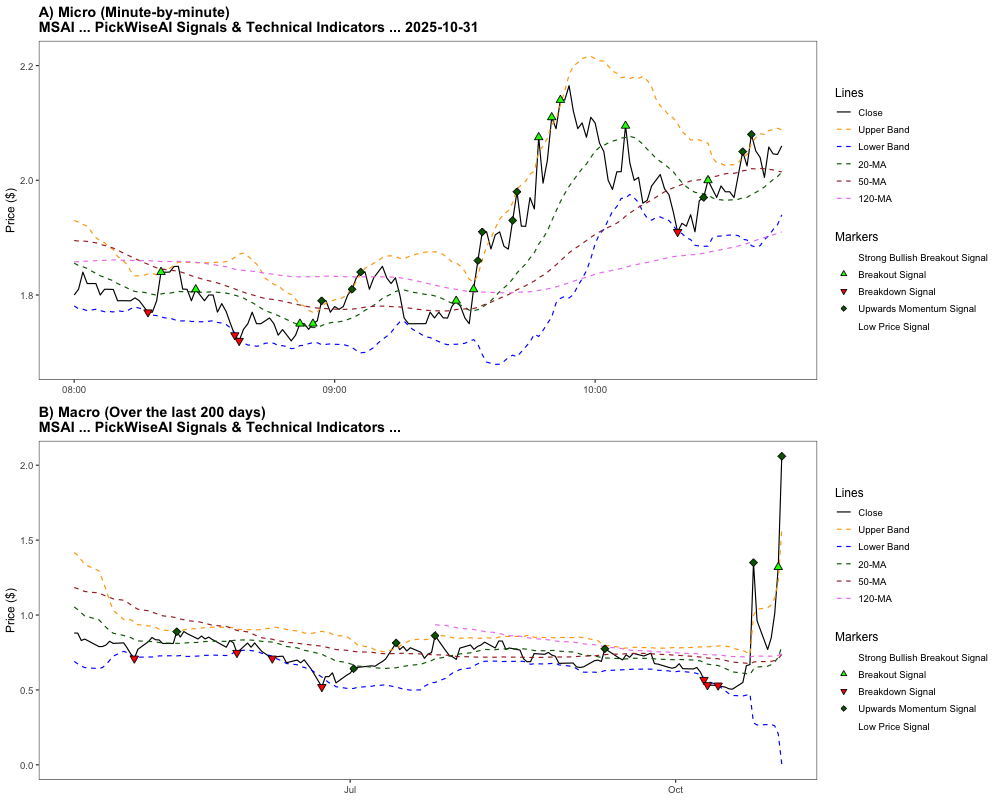 A) Micro (Minute-by-minute)
MSAI ... PickWiseAI Signals & Technical Indicators ... 2025-10-31
Price ($)
2.2
2.0
1.8
08:00
09:00
10:00
Lines
Close
Upper Band
Lower Band
20-MA
50-MA
120-MA
Markers
Strong Bullish Breakout Signal
Breakout Signal
Breakdown Signal
Upwards Momentum Signal
Low Price Signal
B) Macro (Over the last 200 days)
MSAI ... PickWiseAI Signals & Technical Indicators ...
Price ($)
2.0
1.5
1.0
0.5
0.0
Jul
Oct
Lines
Close
Upper Band
Lower Band
20-MA
50-MA
120-MA
Markers
Strong Bullish Breakout Signal
Breakout Signal
Breakdown Signal
Upwards Momentum Signal
Low Price Signal